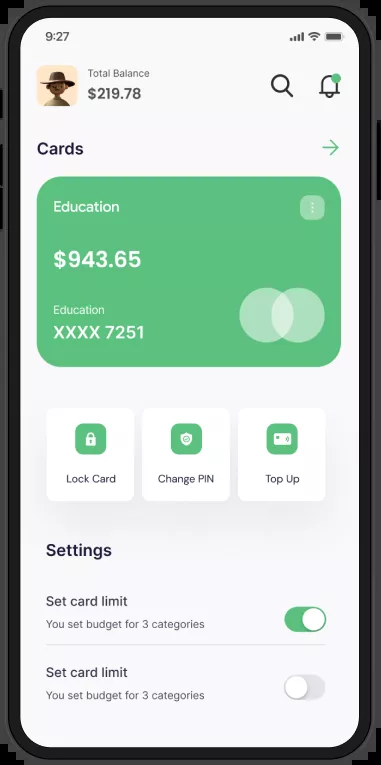 9:27
Total Balance
$219.78
Cards
Education
$943.65
Education
XXXX 7251
Lock Card
Change PIN
Top Up
Settings
Set card limit
You set budget for 3 categories
Set card limit
You set budget for 3 categories